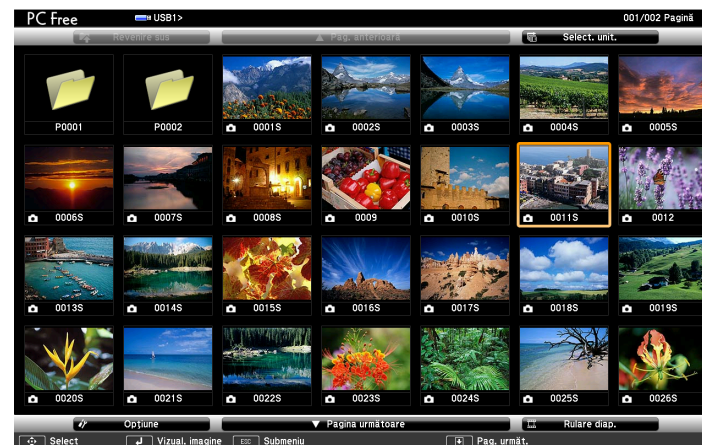 PC Free USB1> 001/002 Pagină
Revenire sus Pag. anterioară Select. unit.
P0001 P0002 0001S 0002S 0003S 0004S 0005S
0006S 0007S 0008S 0009 0010S 0011S 0012
0013S 0014S 0015S 0016S 0017S 0018S 0019S
0020S 0021S 0022S 0023S 0024S 0025S 0026S
Opţiune Pagina următoare Rulare diap.
Select Vizual. imagine ESC Submeniu Pag. următ.